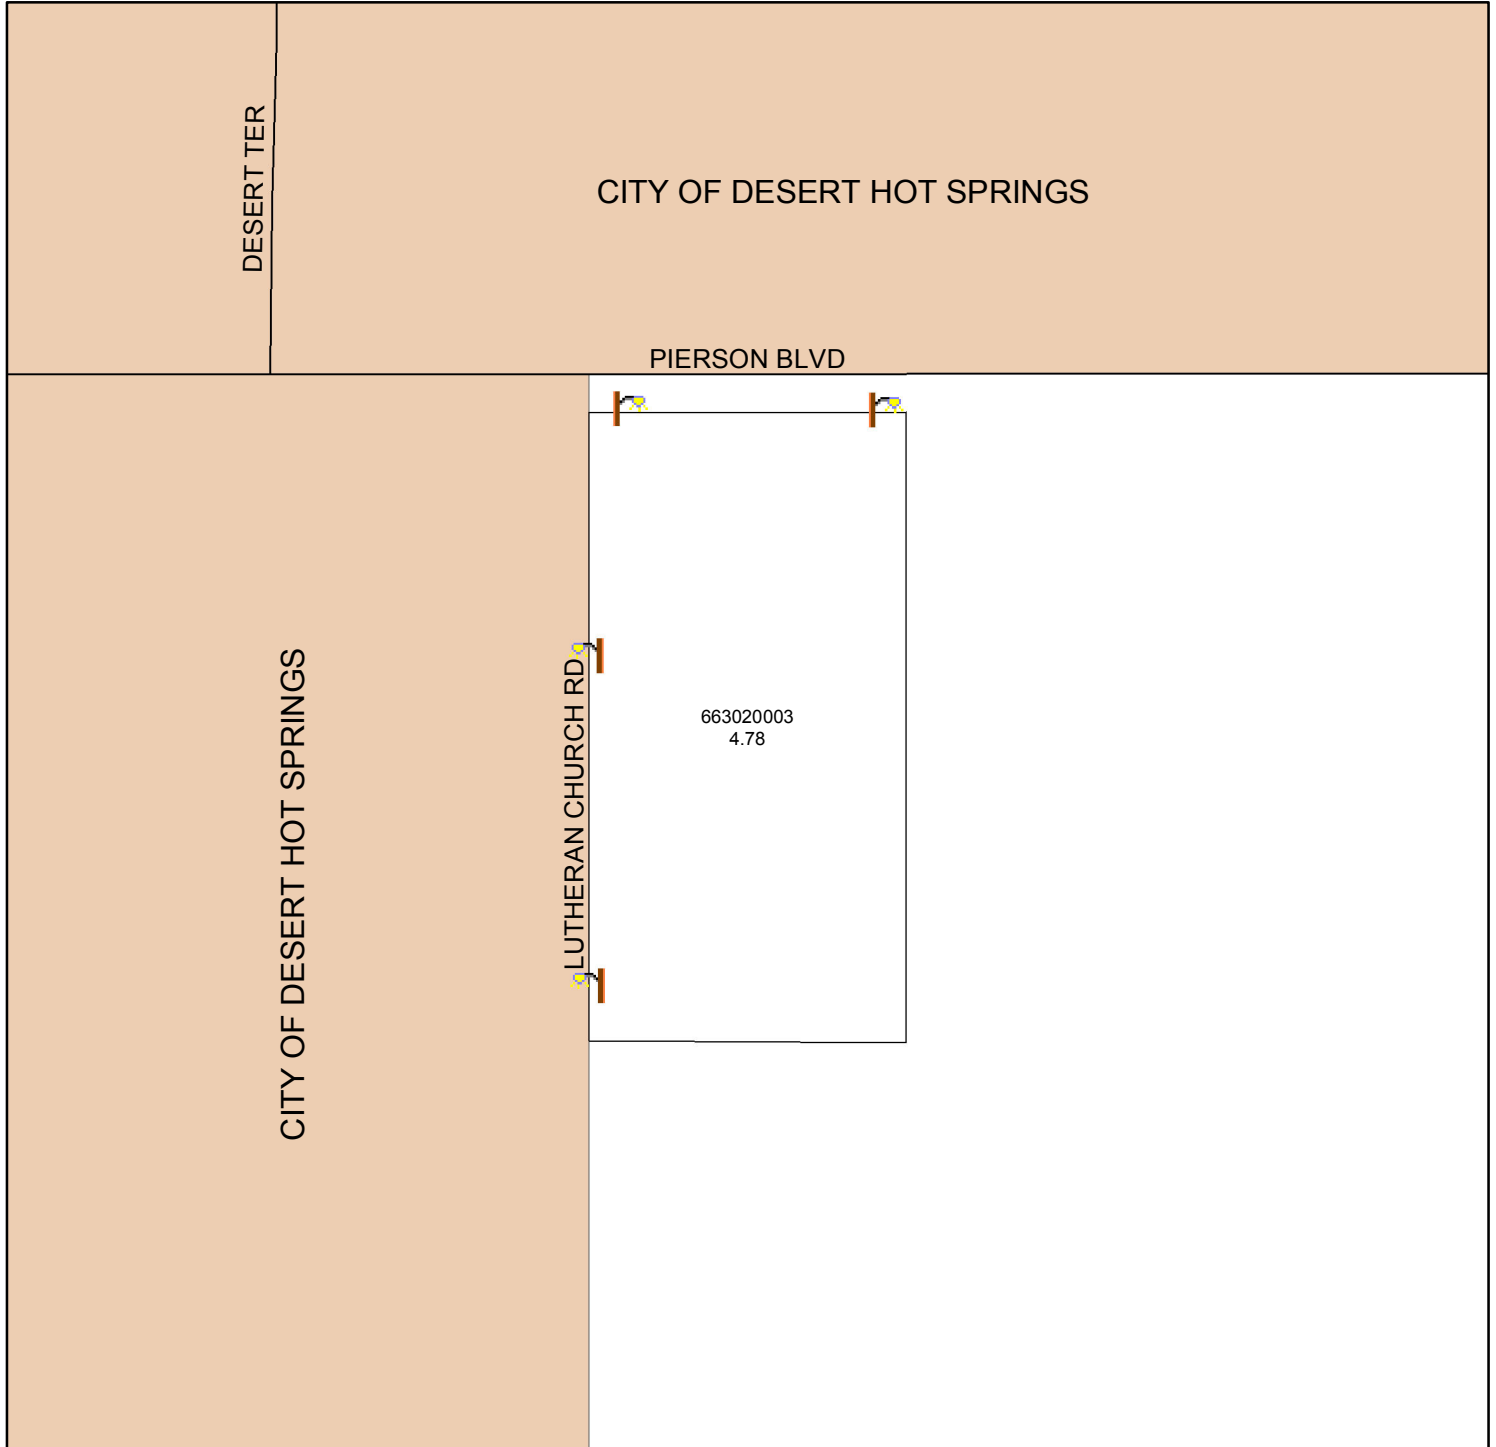 DESERT TER
CITY OF DESERT HOT SPRINGS
PIERSON BLVD
CITY OF DESERT HOT SPRINGS
LUTHERAN CHURCH RD
663020003
4.78